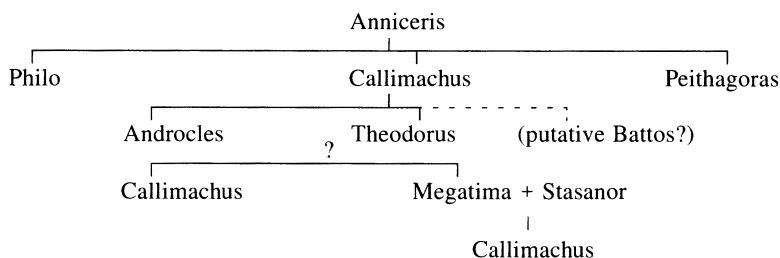 Anniceris
Philo Callimachus Peithagoras
Androcles Theodorus (putative Battos?)
?
Callimachus Megatima + Stasanor
Callimachus